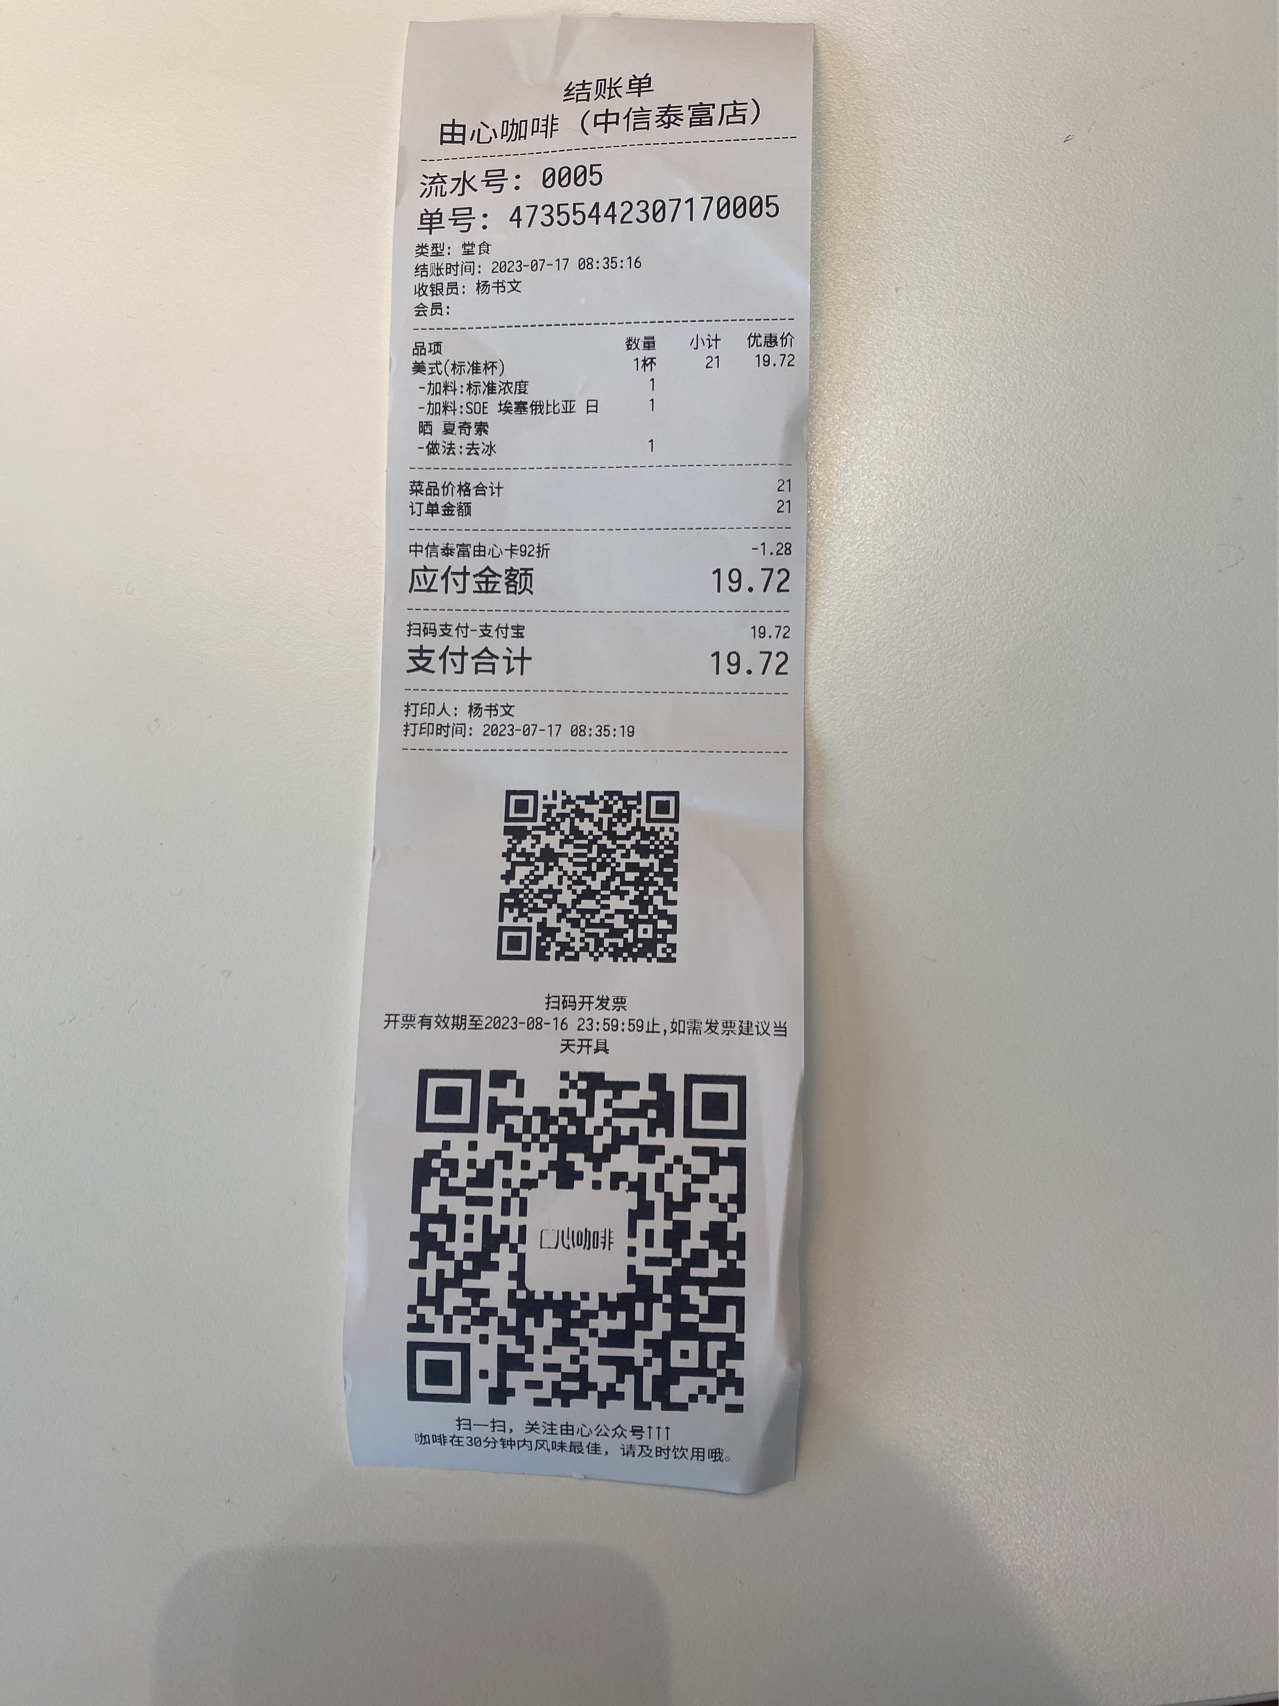 结账单
由心咖啡（中信泰富店）
流水号: 0005
单号: 47355442307170005
类型: 堂食
结账时间: 2023-07-17 08:35:16
收银员: 杨书文
会员:
品项 数量 小计 优惠价
美式(标准杯) 1杯 21 19.72
-加料:标准浓度 1
-加料:SOE 埃塞俄比亚 日 1
晒 夏奇索
-做法:去冰 1
菜品价格合计 21
订单金额 21
中信泰富由心卡92折 -1.28
应付金额 19.72
扫码支付-支付宝 19.72
支付合计 19.72
打印人: 杨书文
打印时间: 2023-07-17 08:35:19
扫码开发票
开票有效期至2023-08-16 23:59:59止,如需发票建议当
天开具
心咖啡
扫一扫，关注由心公众号↑↑↑
咖啡在30分钟内风味最佳，请及时饮用哦。